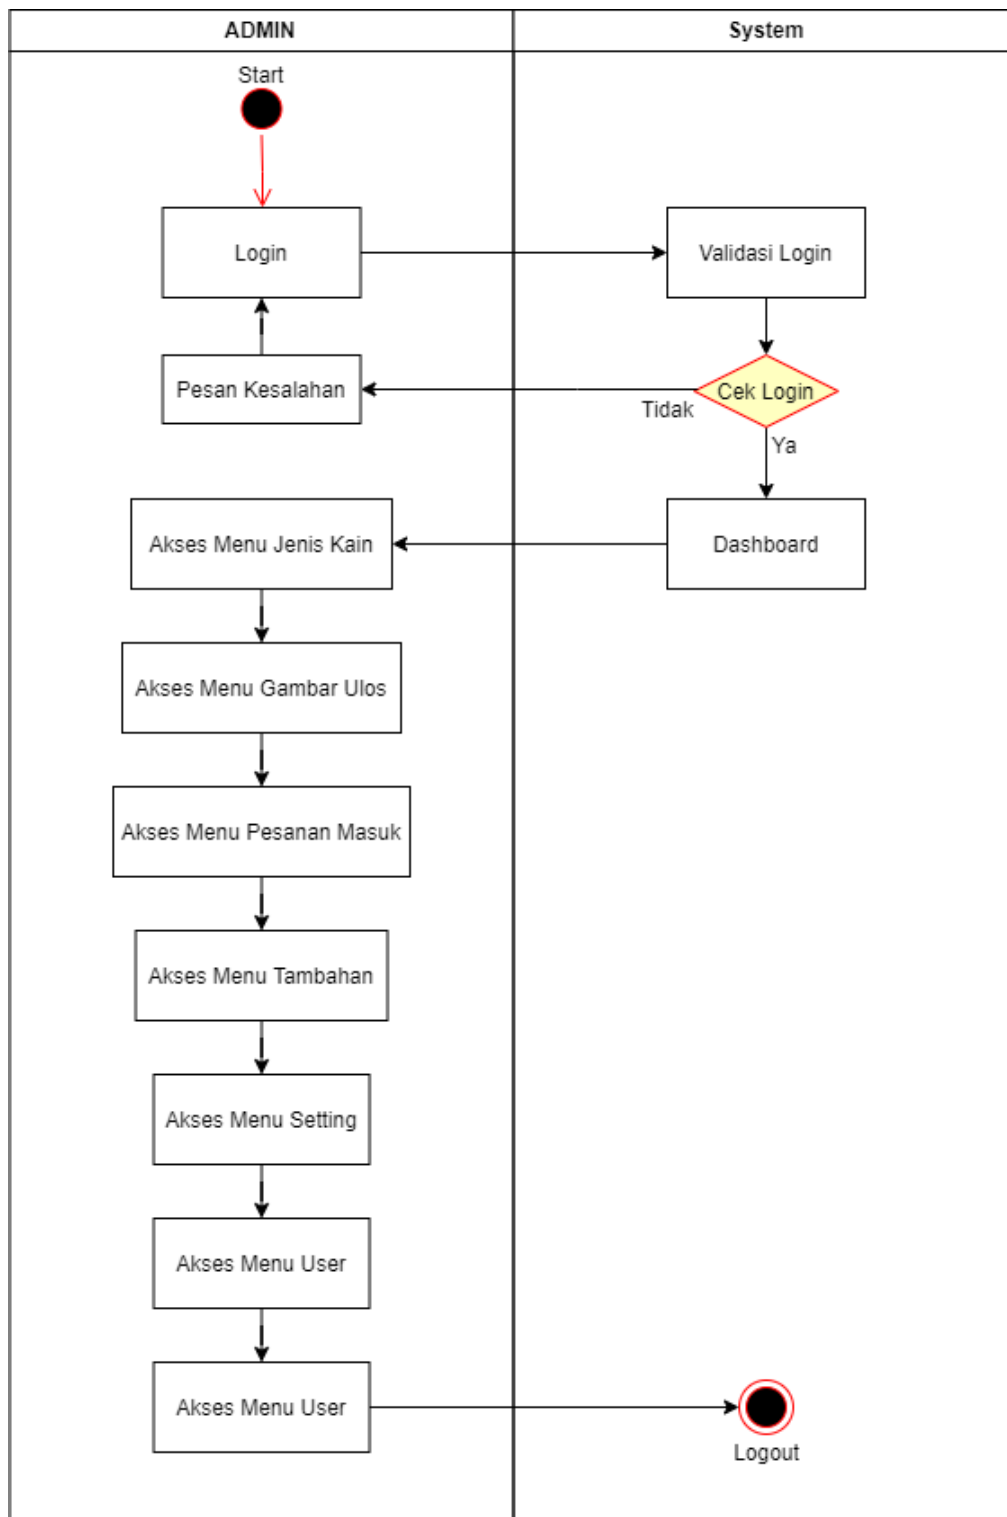 ADMIN
System
Start
Login
Validasi Login
Pesan Kesalahan
Cek Login
Tidak
Ya
Akses Menu Jenis Kain
Dashboard
Akses Menu Gambar Ulos
Akses Menu Pesanan Masuk
Akses Menu Tambahan
Akses Menu Setting
Akses Menu User
Akses Menu User
Logout